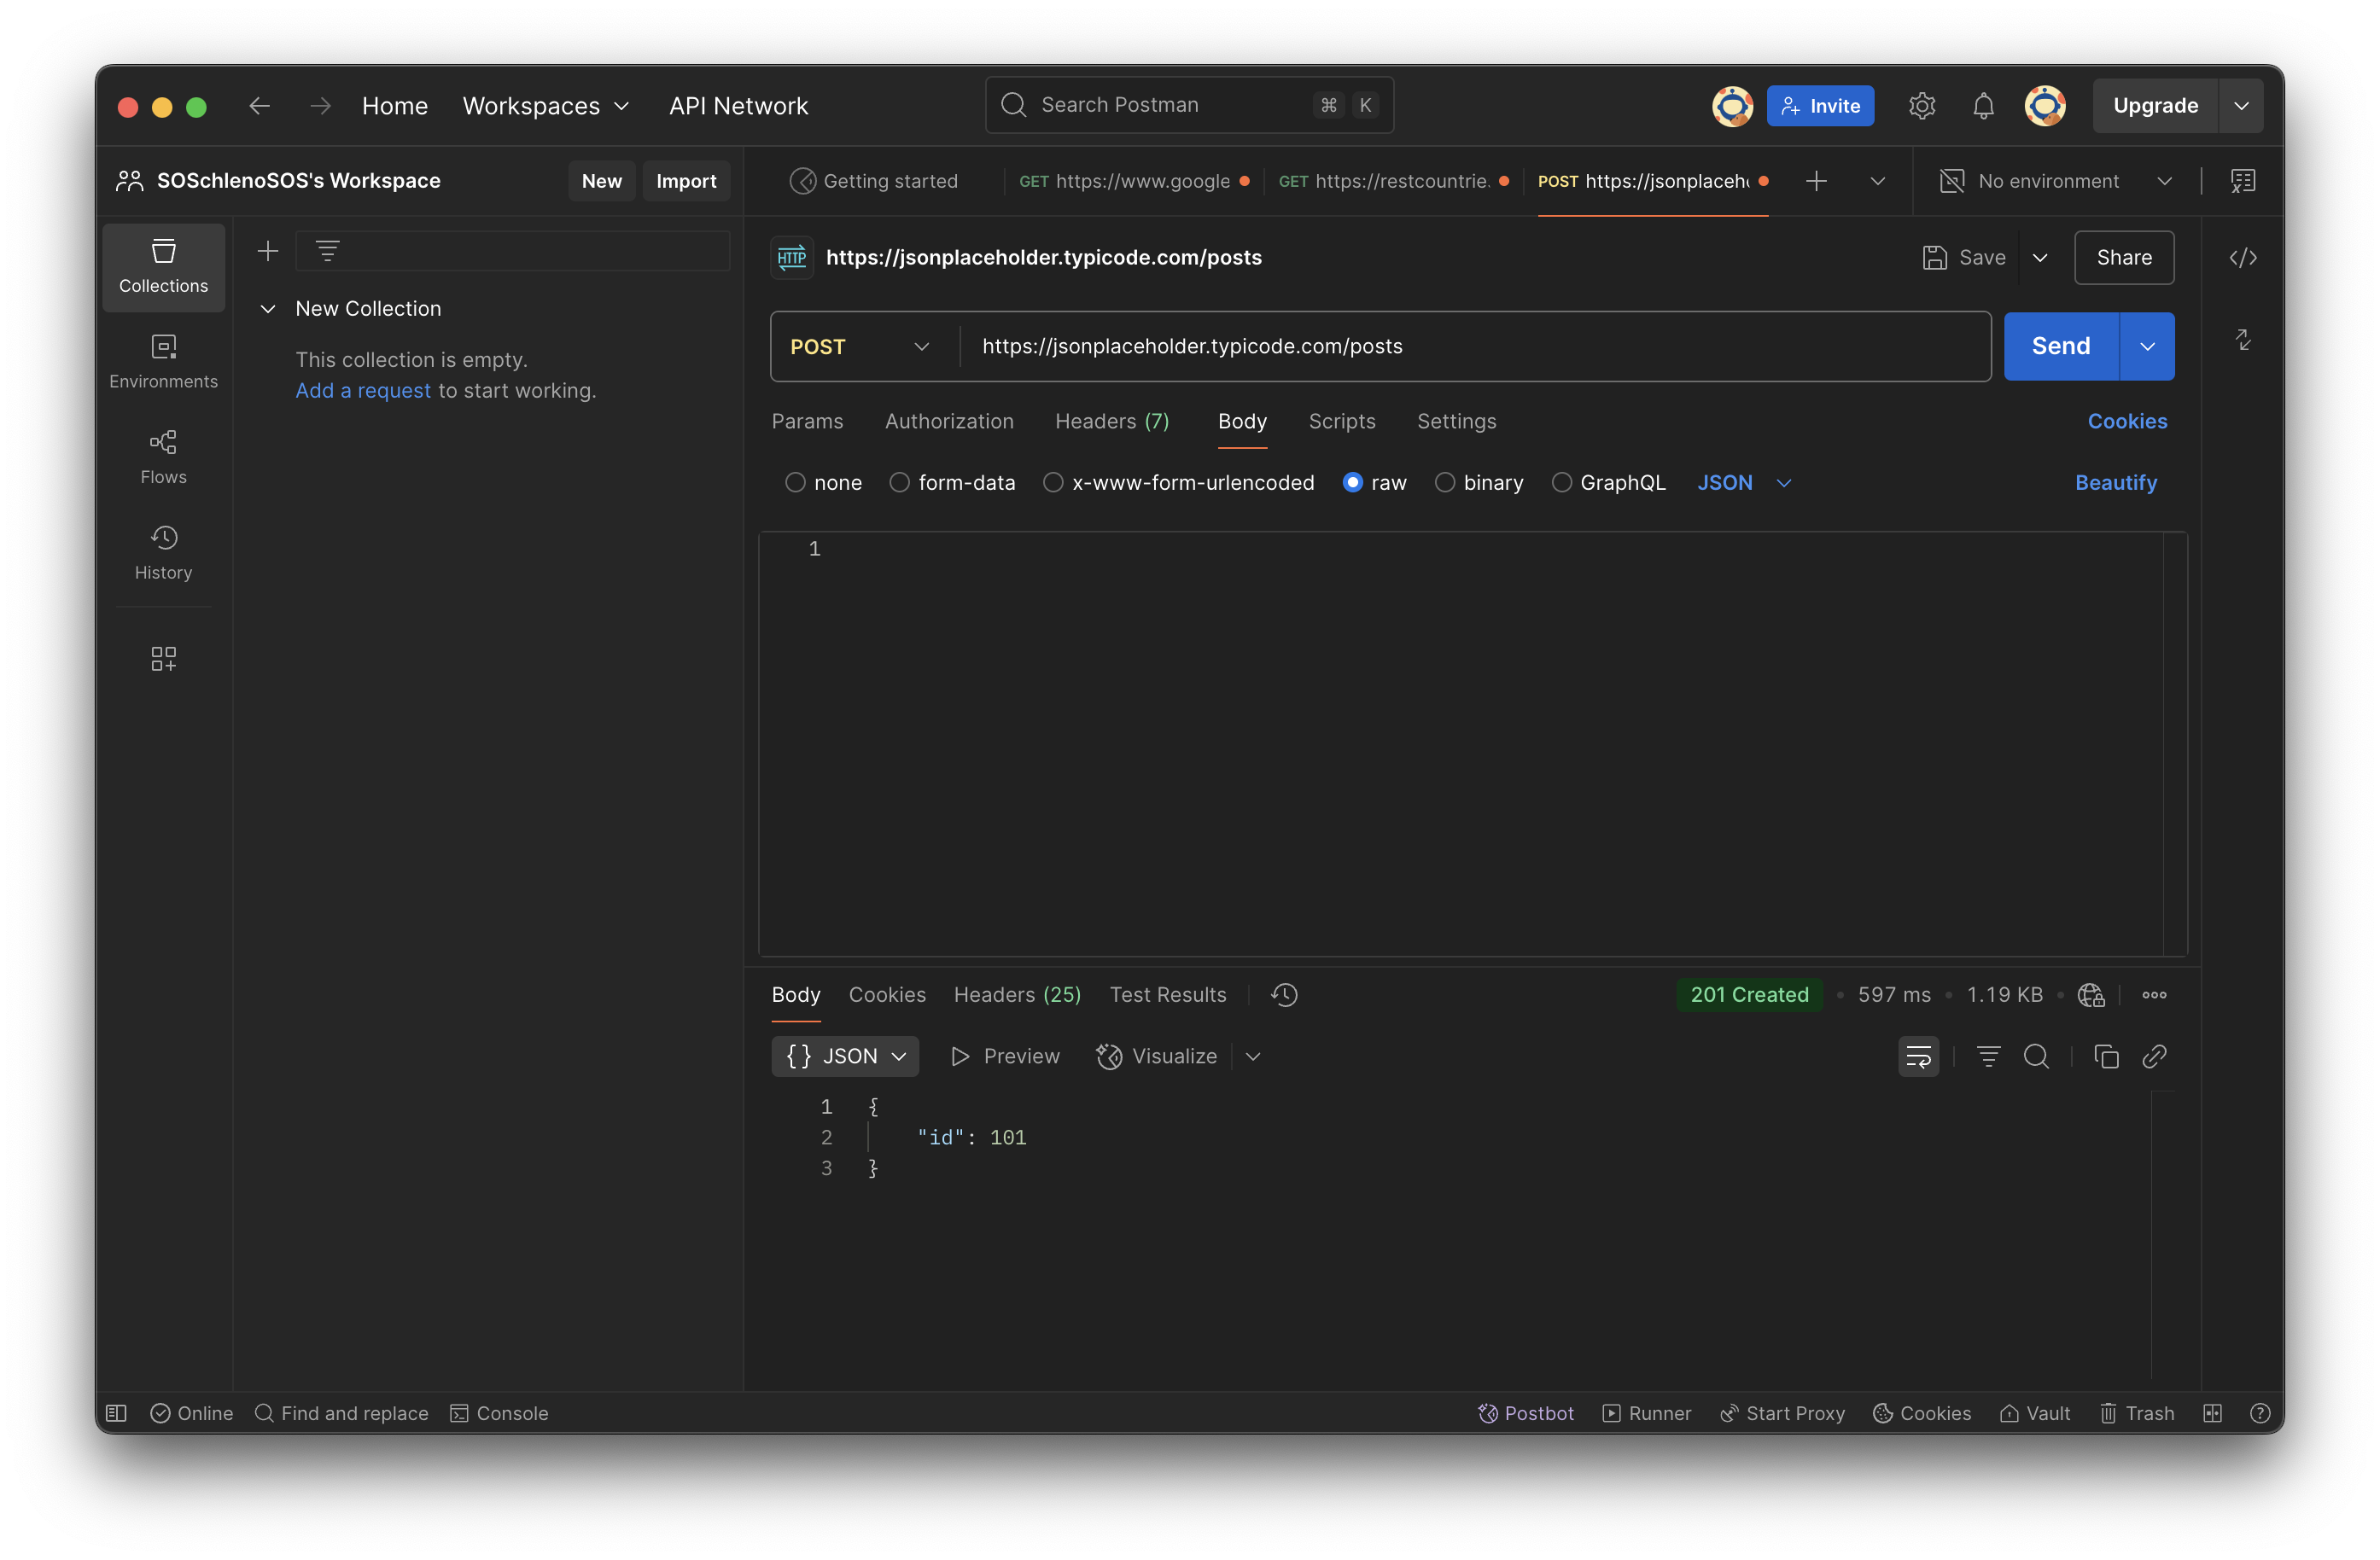 Home Workspaces API Network Search Postman ⌘ K Invite Upgrade
SOSchlenoSOS's Workspace New Import Getting started GET https://www.google GET https://restcountrie. POST https://jsonplaceh No environment
Collections
Environments
Flows
History
New Collection
This collection is empty.
Add a request to start working.
HTTP https://jsonplaceholder.typicode.com/posts Save Share
POST https://jsonplaceholder.typicode.com/posts Send
Params Authorization Headers (7) Body Scripts Settings Cookies
none form-data x-www-form-urlencoded raw binary GraphQL JSON Beautify
1
Body Cookies Headers (25) Test Results 201 Created • 597 ms • 1.19 KB •
{} JSON Preview Visualize
1 {
2 "id": 101
3 }
Online Find and replace Console Postbot Runner Start Proxy Cookies Vault Trash